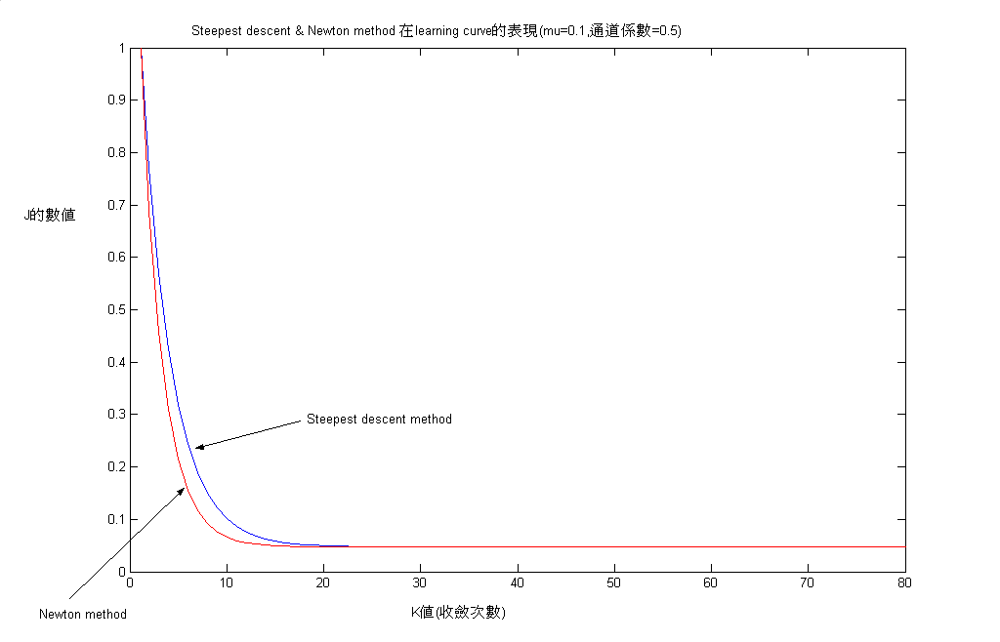 Steepest descent & Newton method 在learning curve的表現(mu=0.1,通道係數=0.5)
1
0.9
0.8
0.7
J的數值
0.6
0.5
0.4
0.3
Steepest descent method
0.2
0.1
0
0 10 20 30 40 50 60 70 80
Newton method
K值(收斂次數)